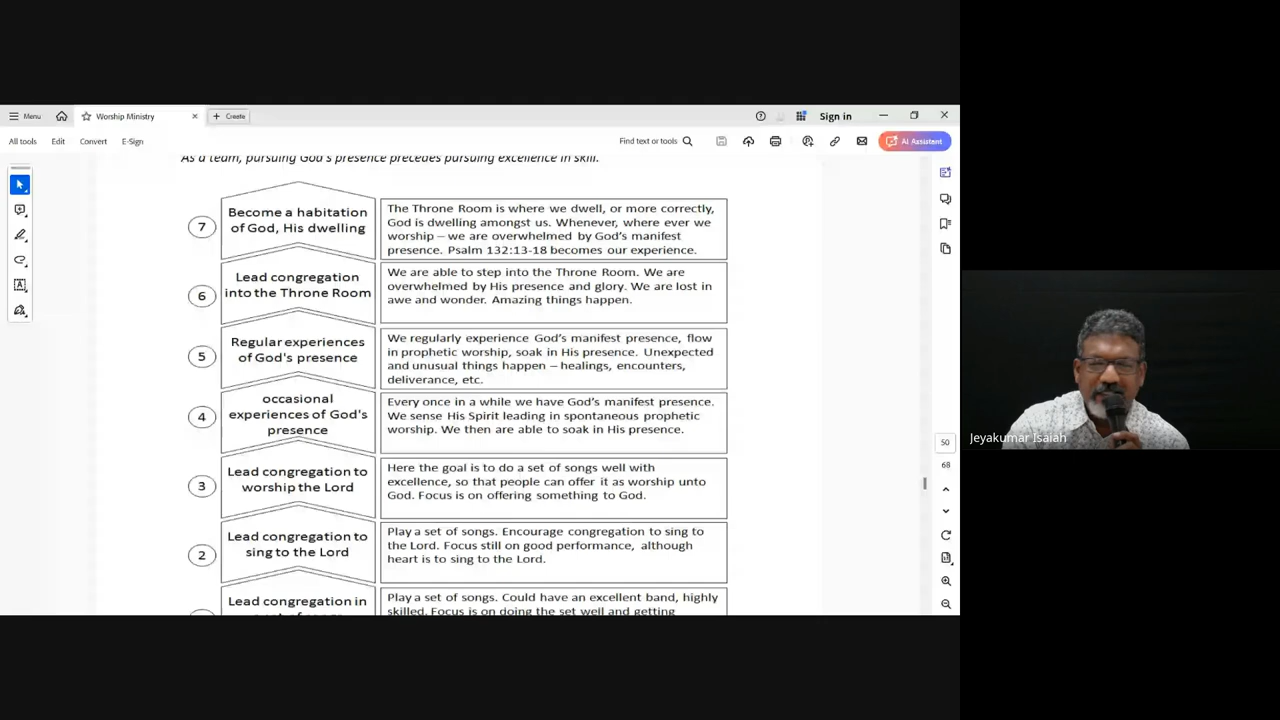 Menu
Worship Ministry
Create
Sign in
All tools
Edit
Convert
E-Sign
Find text or tools
AI Assistant
As a team, pursuing God's presence precedes pursuing excellence in skill.
7
Become a habitation
of God, His dwelling
The Throne Room is where we dwell, or more correctly,
God is dwelling amongst us. Whenever, where ever we
worship – we are overwhelmed by God's manifest
presence. Psalm 132:13-18 becomes our experience.
6
Lead congregation
into the Throne Room
We are able to step into the Throne Room. We are
overwhelmed by His presence and glory. We are lost in
awe and wonder. Amazing things happen.
5
Regular experiences
of God's presence
We regularly experience God's manifest presence, flow
in prophetic worship, soak in His presence. Unexpected
and unusual things happen – healings, encounters,
deliverance, etc.
4
occasional
experiences of God's
presence
Every once in a while we have God's manifest presence.
We sense His Spirit leading in spontaneous prophetic
worship. We then are able to soak in His presence.
3
Lead congregation to
worship the Lord
Here the goal is to do a set of songs well with
excellence, so that people can offer it as worship unto
God. Focus is on offering something to God.
2
Lead congregation to
sing to the Lord
Play a set of songs. Encourage congregation to sing to
the Lord. Focus still on good performance, although
heart is to sing to the Lord.
Lead congregation in
Play a set of songs. Could have an excellent band, highly
skilled. Focus is on doing the set well and getting
50
68
Jeyakumar Isaiah